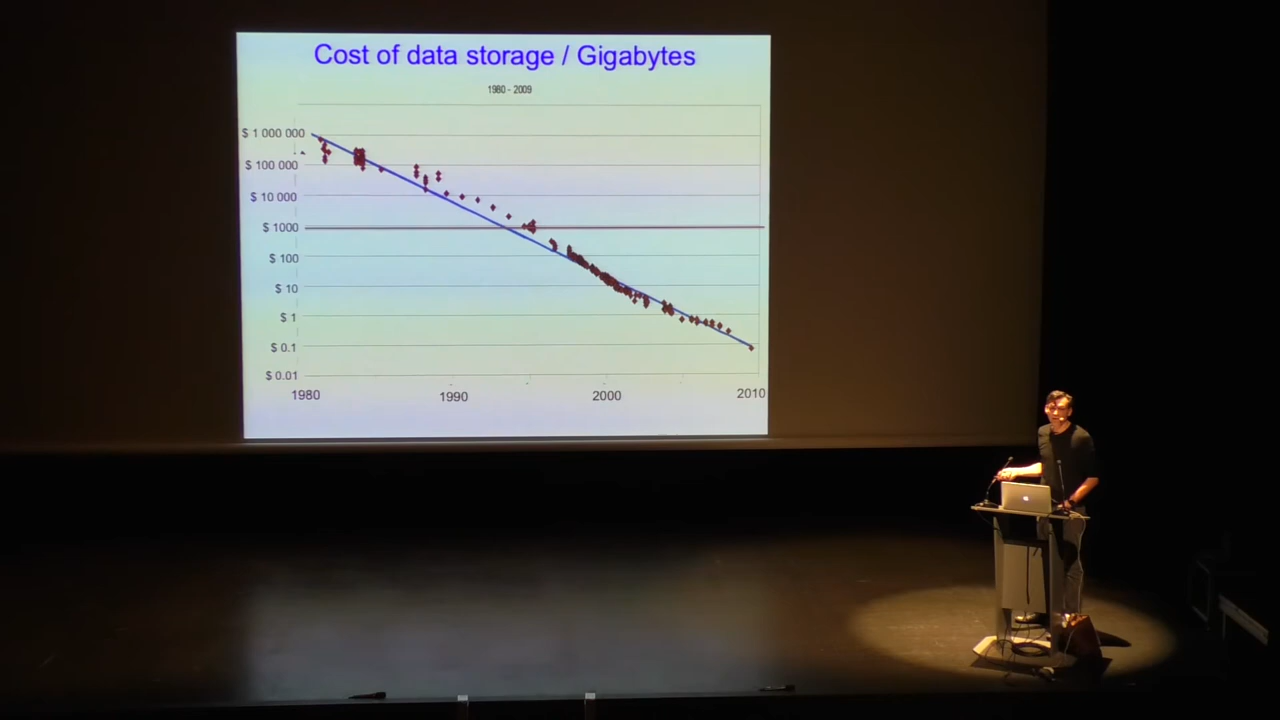 Cost of data storage / Gigabytes
1980 - 2009
$ 1 000 000
$ 100 000
$ 10 000
$ 1000
$ 100
$ 10
$ 1
$ 0.1
$ 0.01
1980
1990
2000
2010